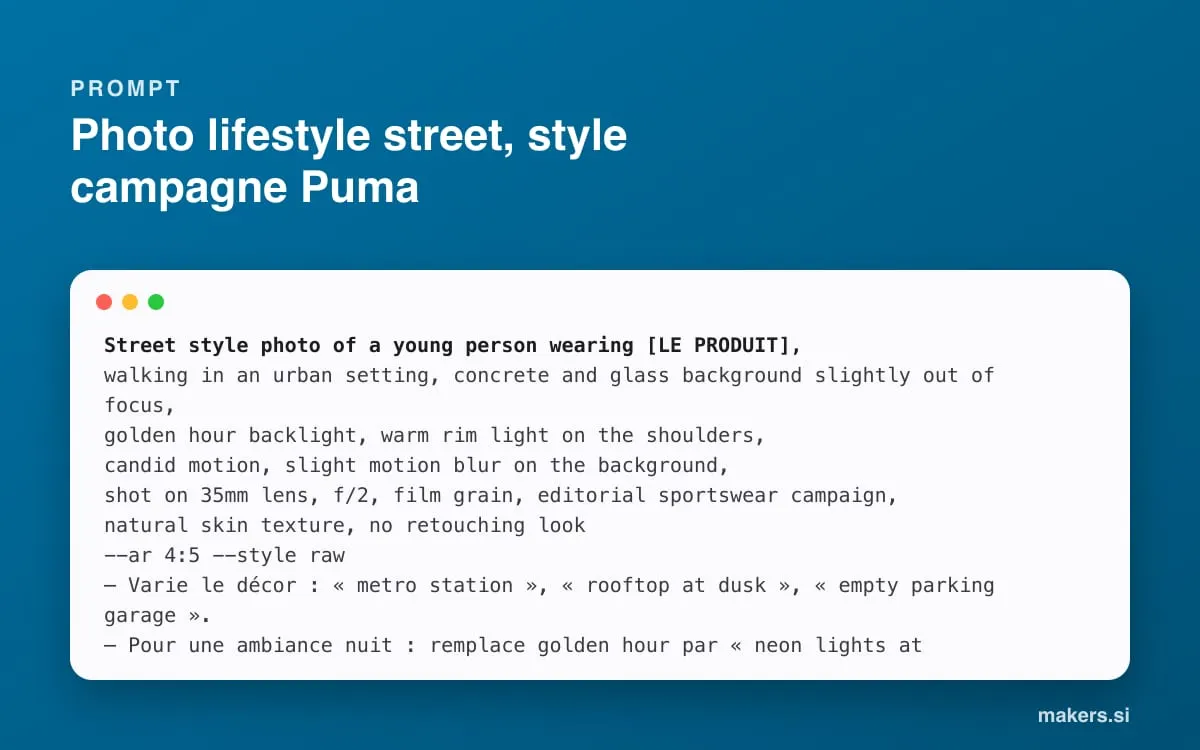 PROMPT
Photo lifestyle street, style
campagne Puma
Street style photo of a young person wearing [LE PRODUIT],
walking in an urban setting, concrete and glass background slightly out of
focus,
golden hour backlight, warm rim light on the shoulders,
candid motion, slight motion blur on the background,
shot on 35mm lens, f/2, film grain, editorial sportswear campaign,
natural skin texture, no retouching look
--ar 4:5 --style raw
— Varie le décor : « metro station », « rooftop at dusk », « empty parking
garage ».
— Pour une ambiance nuit : remplace golden hour par « neon lights at
makers.si